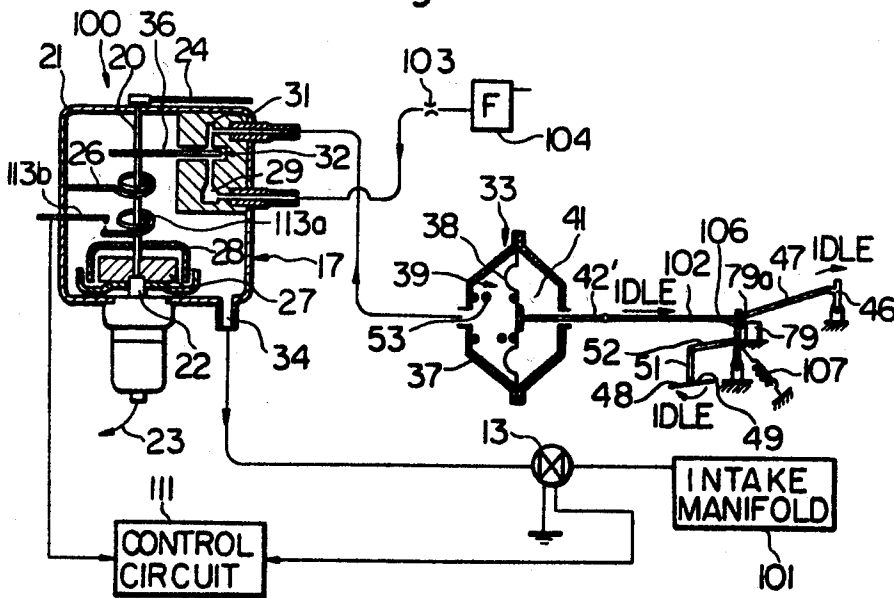 100 36
21 20 24
103
31
F
104
32
26
29
113b
33
113a
38 41
28
39
17
106
47
42'
IDLE
102
79a
IDLE
27
46
53
52
79
34
22
37
51
107
48
13
IDLE
49
23
111
INTAKE
MANIFOLD
CONTROL
CIRCUIT
101